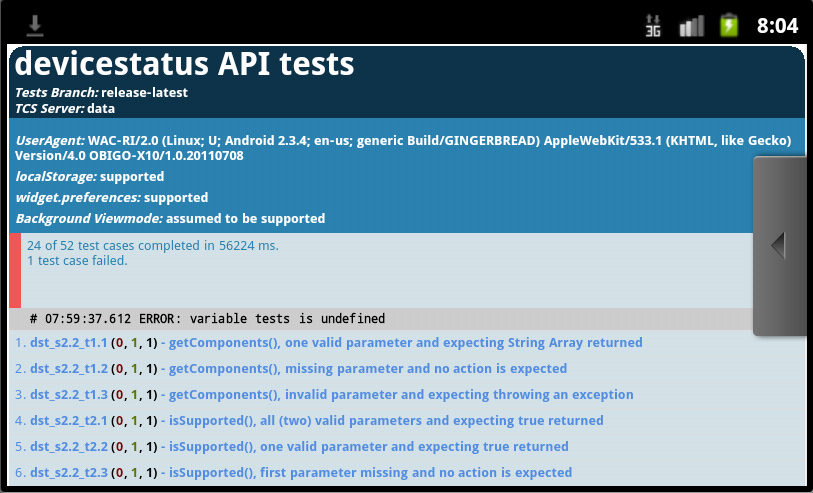 3G
8:04
devicestatus API tests
Tests Branch: release-latest
TCS Server: data
UserAgent: WAC-RI/2.0 (Linux; U; Android 2.3.4; en-us; generic Build/GINGERBREAD) AppleWebKit/533.1 (KHTML, like Gecko)
Version/4.0 OBIGO-X10/1.0.20110708
localStorage: supported
widget.preferences: supported
Background Viewmode: assumed to be supported
24 of 52 test cases completed in 56224 ms.
1 test case failed.
# 07:59:37.612 ERROR: variable tests is undefined
1. dst_s2.2_t1.1 (0, 1, 1) - getComponents(), one valid parameter and expecting String Array returned
2. dst_s2.2_t1.2 (0, 1, 1) - getComponents(), missing parameter and no action is expected
3. dst_s2.2_t1.3 (0, 1, 1) - getComponents(), invalid parameter and expecting throwing an exception
4. dst_s2.2_t2.1 (0, 1, 1) - isSupported(), all (two) valid parameters and expecting true returned
5. dst_s2.2_t2.2 (0, 1, 1) - isSupported(), one valid parameter and expecting true returned
6. dst_s2.2_t2.3 (0, 1, 1) - isSupported(), first parameter missing and no action is expected